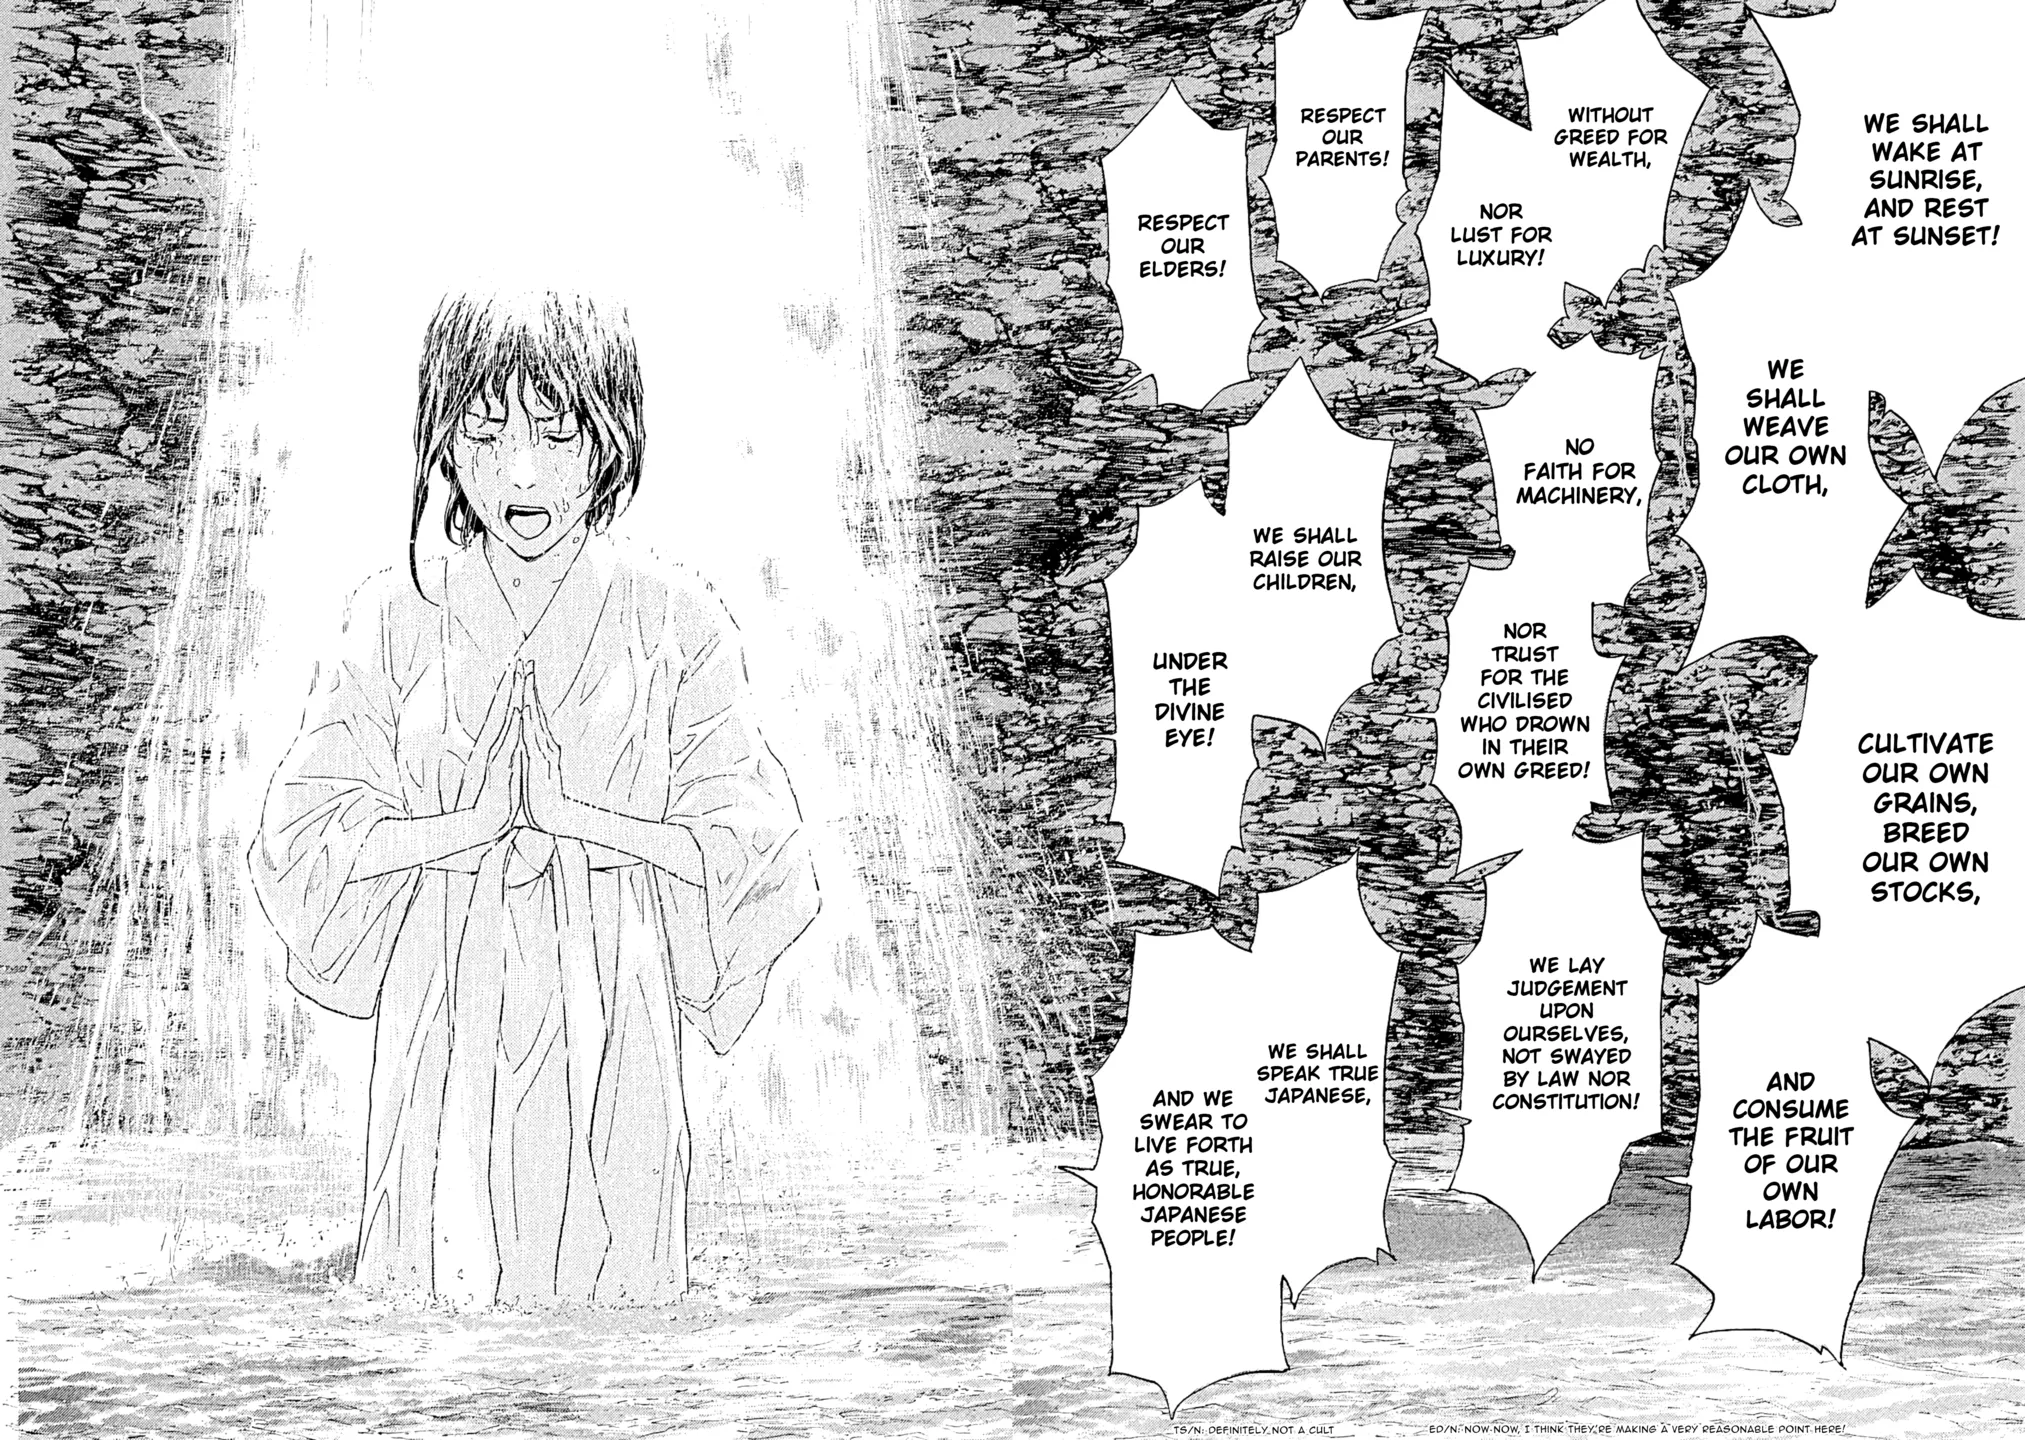 WE SHALL
WAKE AT
SUNRISE,
AND REST
AT SUNSET!
WE
SHALL
WEAVE
OUR OWN
CLOTH,
CULTIVATE
OUR OWN
GRAINS,
BREED
OUR OWN
STOCKS,
AND
CONSUME
THE FRUIT
OF OUR
OWN
LABOR!
WITHOUT
GREED FOR
WEALTH,
NOR
LUST FOR
LUXURY!
NO
FAITH FOR
MACHINERY,
NOR
TRUST
FOR THE
CIVILISED
WHO DROWN
IN THEIR
OWN GREED!
WE LAY
JUDGEMENT
UPON
OURSELVES,
NOT SWAYED
BY LAW NOR
CONSTITUTION!
RESPECT
OUR
PARENTS!
RESPECT
OUR
ELDERS!
WE SHALL
RAISE OUR
CHILDREN,
UNDER
THE
DIVINE
EYE!
WE SHALL
SPEAK TRUE
JAPANESE,
AND WE
SWEAR TO
LIVE FORTH
AS TRUE,
HONORABLE
JAPANESE
PEOPLE!
TS/N: DEFINITELY NOT A CULT
ED/N: NOW NOW, I THINK THEY'RE MAKING A VERY REASONABLE POINT HERE!